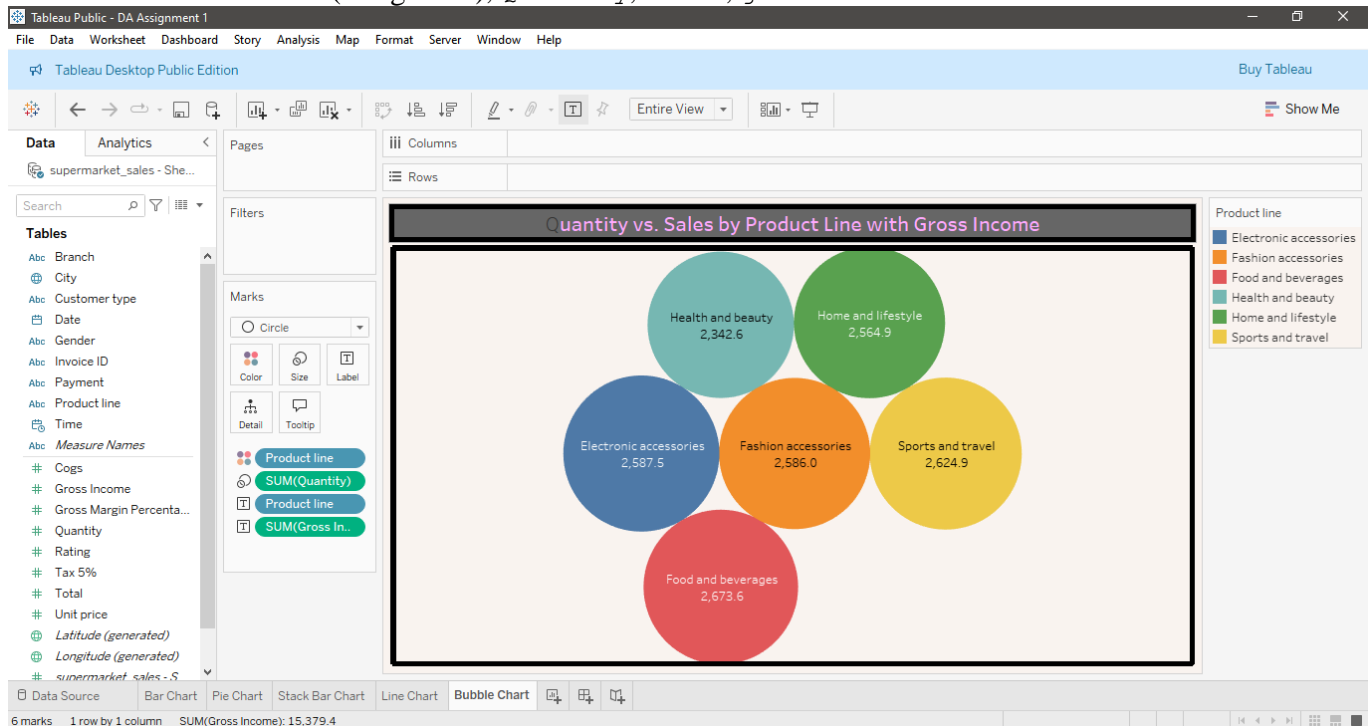 Tableau Public - DA Assignment 1
File Data Worksheet Dashboard Story Analysis Map Format Server Window Help
Tableau Desktop Public Edition
Buy Tableau
Entire View
Show Me
Data Analytics
supermarket_sales - She...
Search
Tables
Abc Branch
City
Abc Customer type
Date
Abc Gender
Abc Invoice ID
Abc Payment
Abc Product line
Time
Abc Measure Names
# Cogs
# Gross Income
# Gross Margin Percenta...
# Quantity
# Rating
# Tax 5%
# Total
# Unit price
Latitude (generated)
Longitude (generated)
Pages
Filters
Marks
Circle
Color Size Label
Detail Tooltip
Product line
SUM(Quantity)
Product line
SUM(Gross In..
Columns
Rows
Quantity vs. Sales by Product Line with Gross Income
Health and beauty
2,342.6
Home and lifestyle
2,564.9
Electronic accessories
2,587.5
Fashion accessories
2,586.0
Sports and travel
2,624.9
Food and beverages
2,673.6
Product line
Electronic accessories
Fashion accessories
Food and beverages
Health and beauty
Home and lifestyle
Sports and travel
Data Source Bar Chart Pie Chart Stack Bar Chart Line Chart Bubble Chart
6 marks 1 row by 1 column SUM(Gross Income): 15,379.4